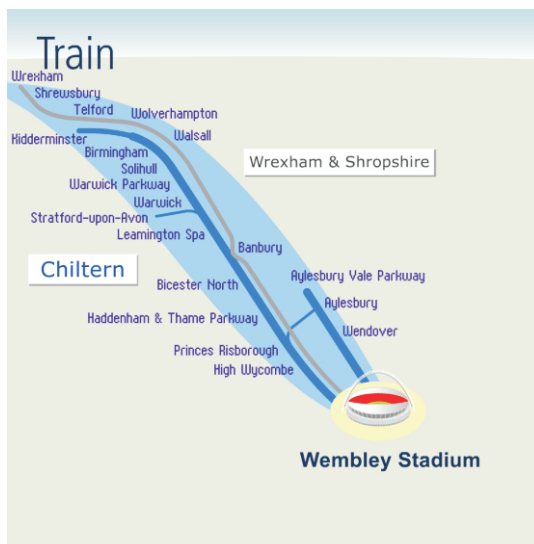 Train
Wrexham
Shrewsbury
Telford
Wolverhampton
Kidderminster
Walsall
Birmingham
Wrexham & Shropshire
Solihull
Warwick Parkway
Warwick
Stratford-upon-Avon
Leamington Spa
Banbury
Chiltern
Aylesbury Vale Parkway
Bicester North
Aylesbury
Haddenham & Thame Parkway
Wendover
Princes Risborough
High Wycombe
Wembley Stadium